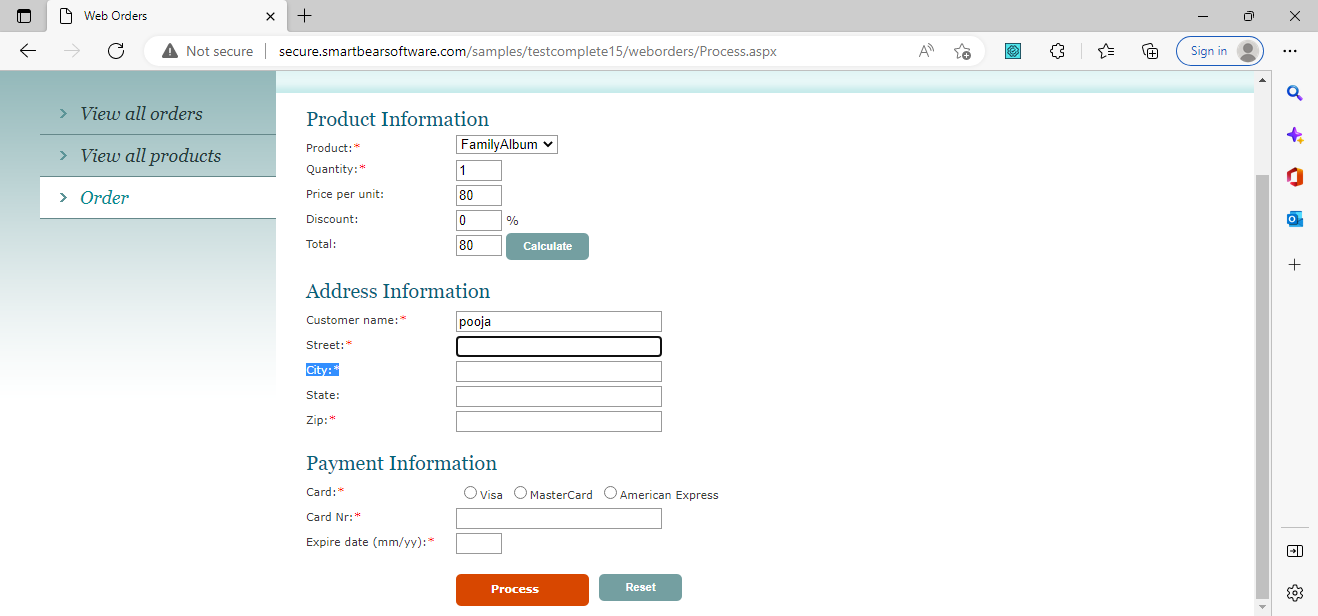 Web Orders
Not secure secure.smartbearsoftware.com/samples/testcomplete15/weborders/Process.aspx Sign in
View all orders
View all products
Order
Product Information
Product:* FamilyAlbum
Quantity:* 1
Price per unit: 80
Discount: 0 %
Total: 80 Calculate
Address Information
Customer name:* pooja
Street:*
City:*
State:
Zip:*
Payment Information
Card:* Visa MasterCard American Express
Card Nr:*
Expire date (mm/yy):*
Process Reset